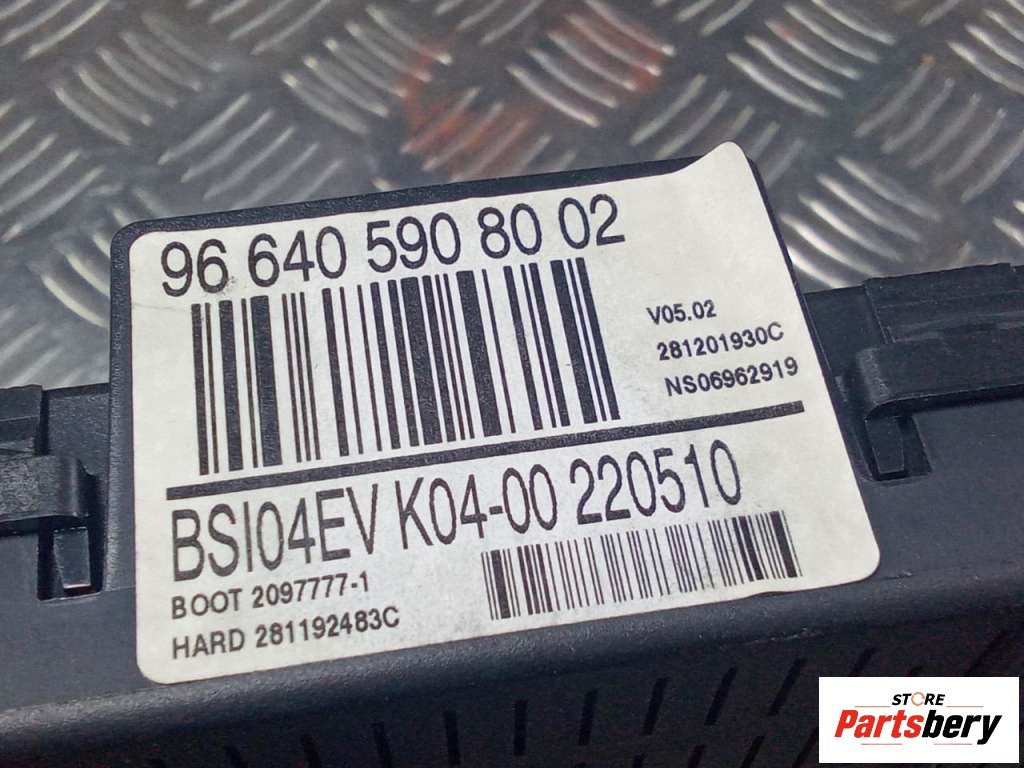 96 640 590 80 02
V05.02
281201930C
NS06962919
BSI04EV K04-00 220510
BOOT 2097777-1
HARD 281192483C
STORE
Partsbery